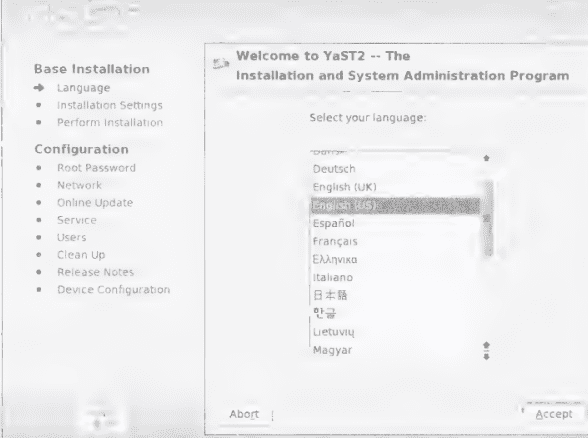 Base Installation
Language
Installation Settings
Perform Installation
Configuration
Root Password
Network
Online Update
Service
Users
Clean Up
Release Notes
Device Configuration
Welcome to YaST2 -- The
Installation and System Administration Program
Select your language:
Deutsch
English (UK)
English (US)
Español
Français
Ελληνικα
Italiano
日本語
한글
Lietuvių
Magyar
Abort
Accept